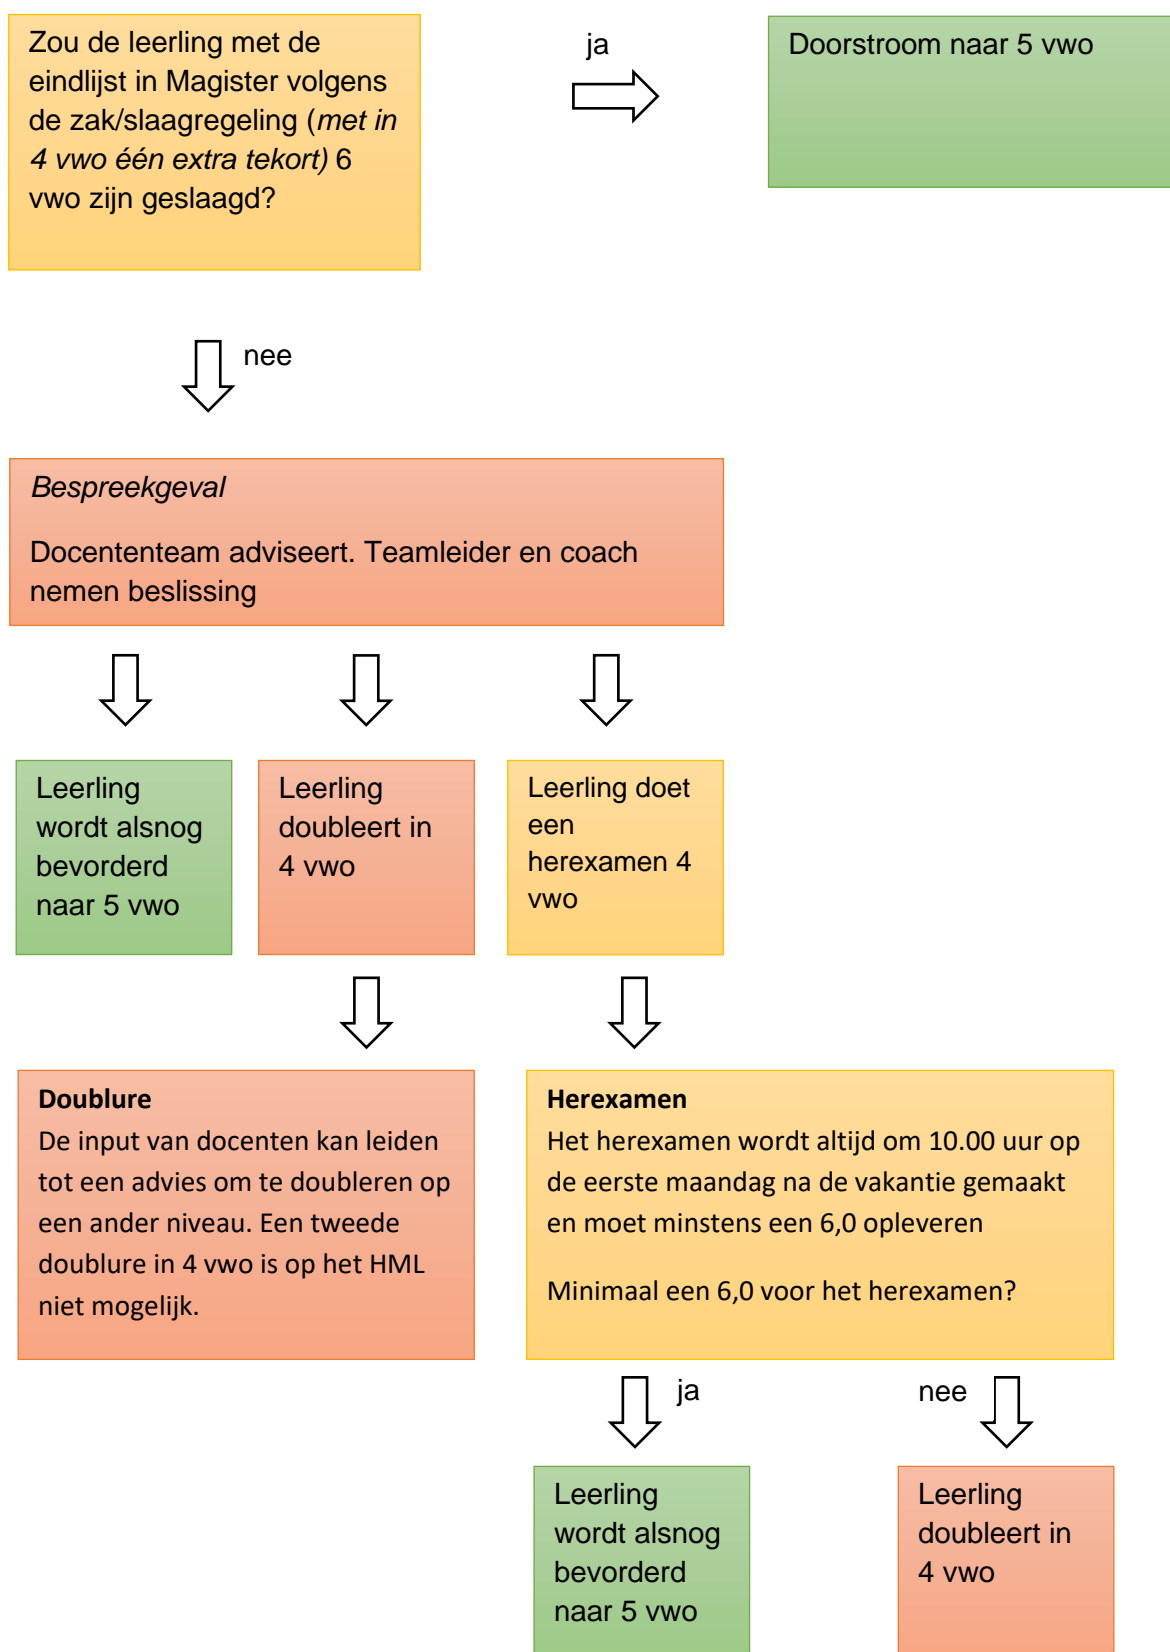 Zou de leerling met de
eindlijst in Magister volgens
de zak/slaagregeling (met in
4 vwo één extra tekort) 6
vwo zijn geslaagd?
ja
Doorstroom naar 5 vwo
nee
Bespreekgeval
Docententeam adviseert. Teamleider en coach
nemen beslissing
Leerling
wordt alsnog
bevorderd
naar 5 vwo
Leerling
doubleert in
4 vwo
Leerling doet
een
herexamen 4
vwo
Doublure
De input van docenten kan leiden
tot een advies om te doubleren op
een ander niveau. Een tweede
doublure in 4 vwo is op het HML
niet mogelijk.
Herexamen
Het herexamen wordt altijd om 10.00 uur op
de eerste maandag na de vakantie gemaakt
en moet minstens een 6,0 opleveren
Minimaal een 6,0 voor het herexamen?
ja
nee
Leerling
wordt alsnog
bevorderd
naar 5 vwo
Leerling
doubleert in
4 vwo